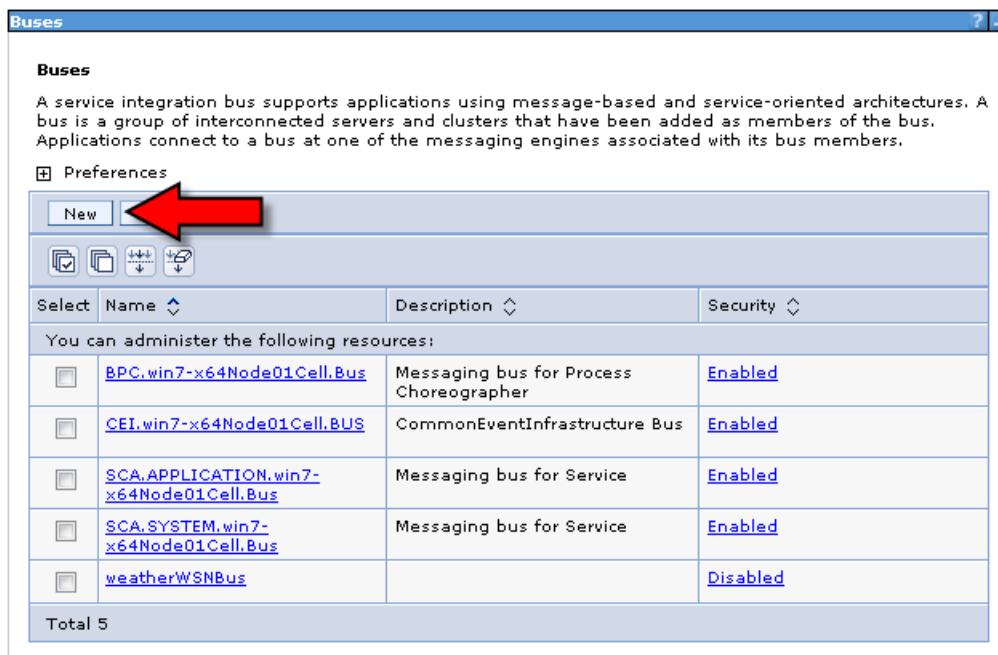 Buses
?
Buses
A service integration bus supports applications using message-based and service-oriented architectures. A
bus is a group of interconnected servers and clusters that have been added as members of the bus.
Applications connect to a bus at one of the messaging engines associated with its bus members.
Preferences
New
Select Name Description Security
You can administer the following resources:
BPC.win7-x64Node01Cell.Bus Messaging bus for Process Enabled
Choreographer
CEI.win7-x64Node01Cell.BUS CommonEventInfrastructure Bus Enabled
SCA.APPLICATION.win7- Messaging bus for Service Enabled
x64Node01Cell.Bus
SCA.SYSTEM.win7- Messaging bus for Service Enabled
x64Node01Cell.Bus
weatherWSNBus Disabled
Total 5